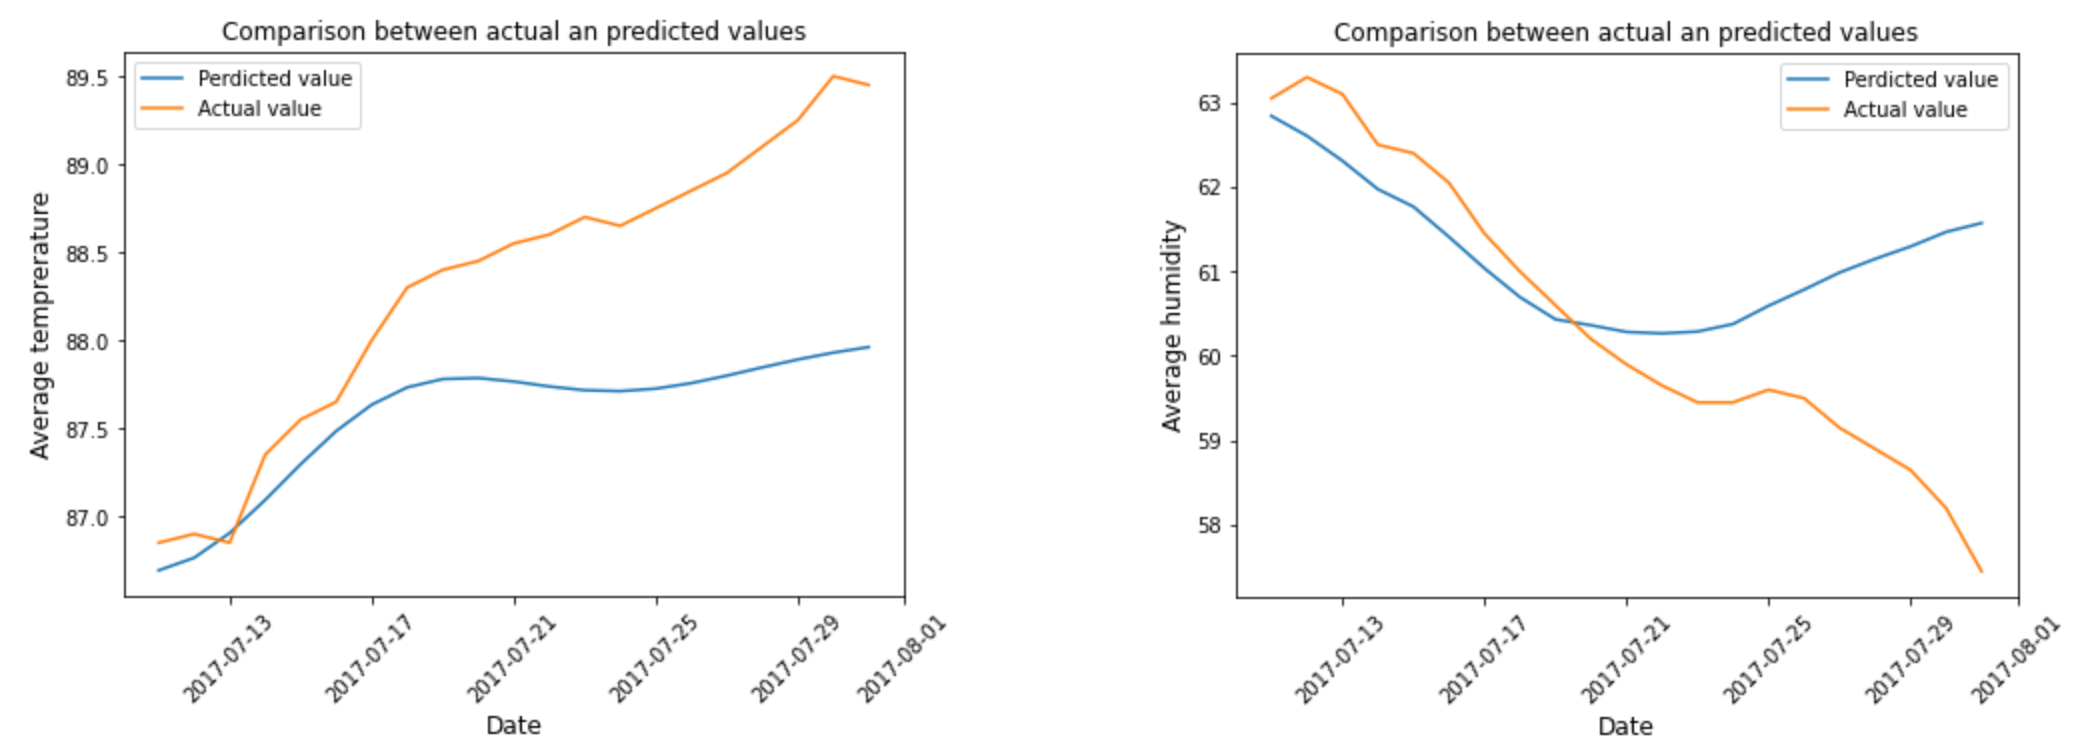 Comparison between actual an predicted values
Perdicted value
Actual value
89.5
89.0
88.5
88.0
87.5
87.0
Average temprerature
2017-07-13
2017-07-17
2017-07-21
2017-07-25
2017-07-29
2017-08-01
Date
Comparison between actual an predicted values
Perdicted value
Actual value
63
62
61
60
59
58
Average humidity
2017-07-13
2017-07-17
2017-07-21
2017-07-25
2017-07-29
2017-08-01
Date